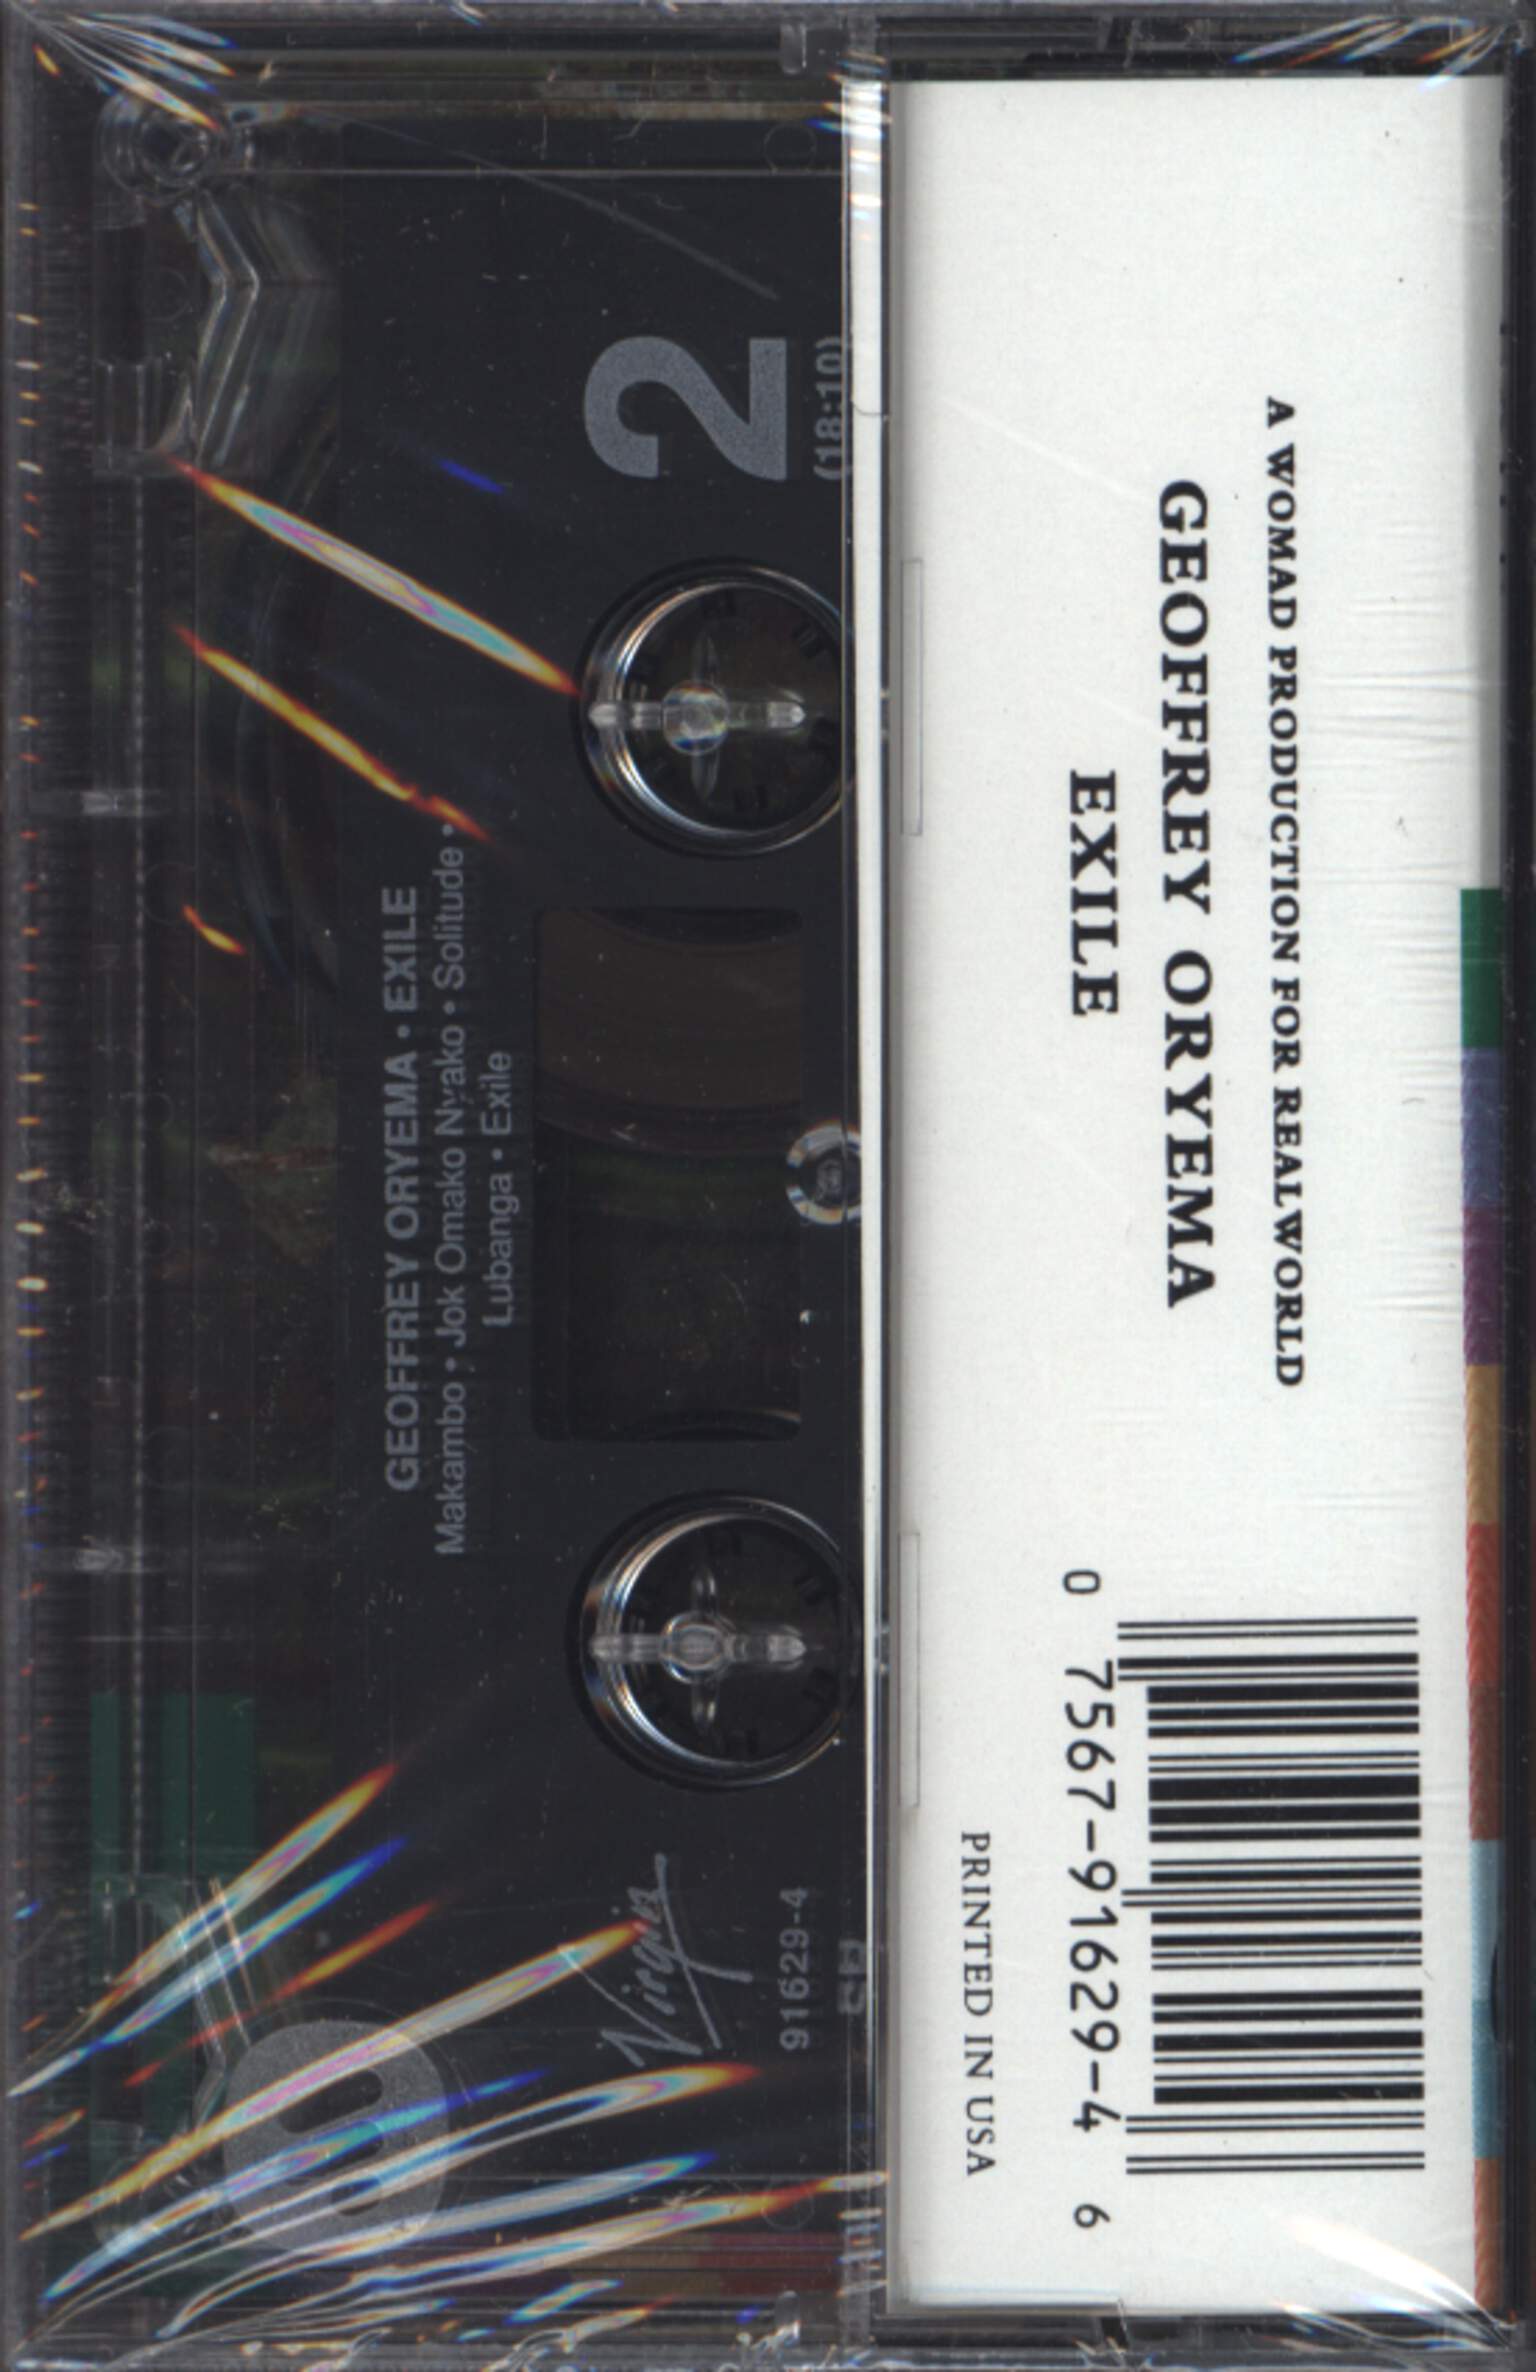 A WOMAD PRODUCTION FOR REALWORLD
GEOFFREY ORYEMA
EXILE
0 7567-91629-4 6
PRINTED IN USA
GEOFFREY ORYEMA • EXILE
Makambo • Jok Omako Nyako • Solitude •
Lubanga • Exile
2
(18:10)
Virgin
91629-4